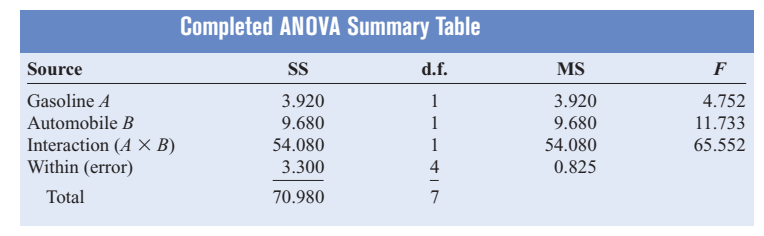 Completed ANOVA Summary Table
Source SS d.f. MS F
Gasoline A 3.920 1 3.920 4.752
Automobile B 9.680 1 9.680 11.733
Interaction (A × B) 54.080 1 54.080 65.552
Within (error) 3.300 4 0.825
Total 70.980 7